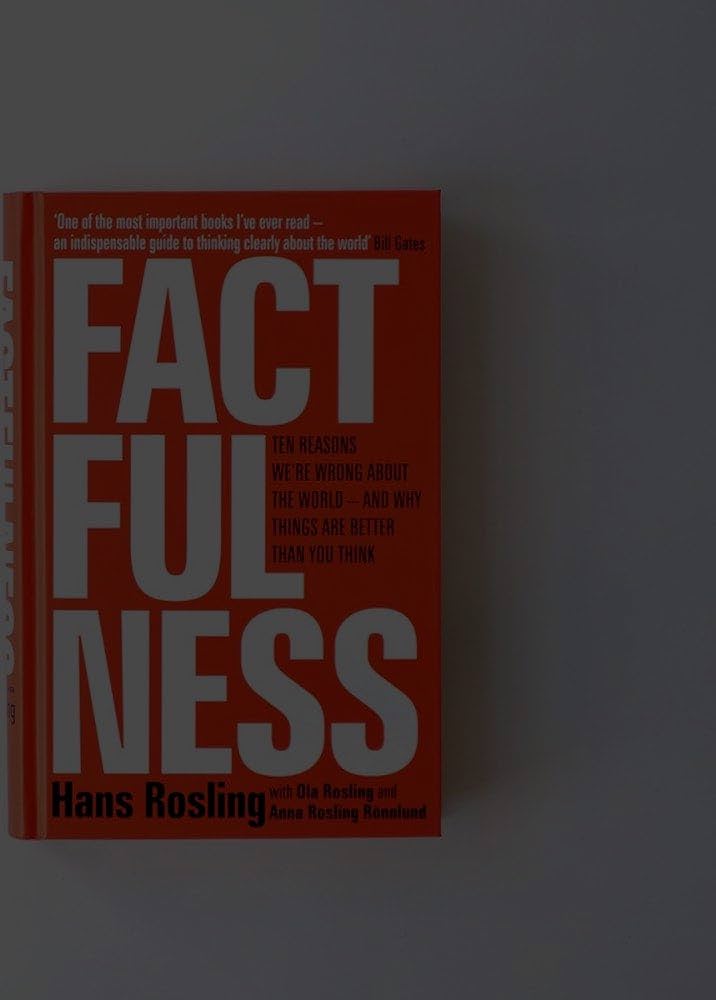 'One of the most important books I've ever read –
an indispensable guide to thinking clearly about the world' Bill Gates
FACT
FUL
NESS
TEN REASONS
WE'RE WRONG ABOUT
THE WORLD – AND WHY
THINGS ARE BETTER
THAN YOU THINK
Hans Rosling
with Ola Rosling and
Anna Rosling Rönnlund
FACTFULNESS